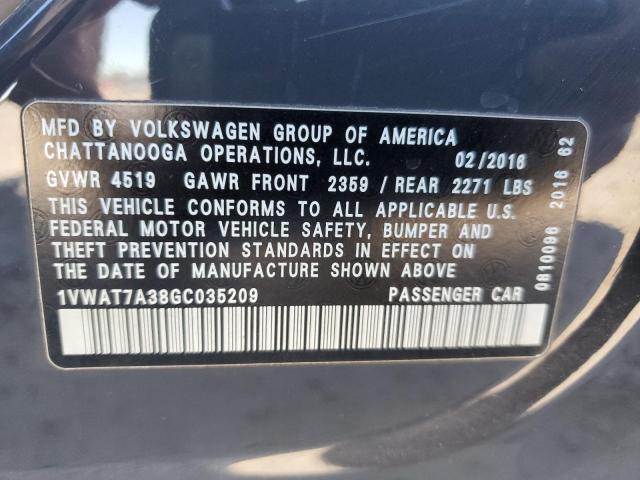 MFD BY VOLKSWAGEN GROUP OF AMERICA
CHATTANOOGA OPERATIONS, LLC. 02/2016
GVWR 4519 GAWR FRONT 2359 / REAR 2271 LBS
THIS VEHICLE CONFORMS TO ALL APPLICABLE U.S.
FEDERAL MOTOR VEHICLE SAFETY, BUMPER AND
THEFT PREVENTION STANDARDS IN EFFECT ON
THE DATE OF MANUFACTURE SHOWN ABOVE
1VWAT7A38GC035209 PASSENGER CAR
0810096 2016 62